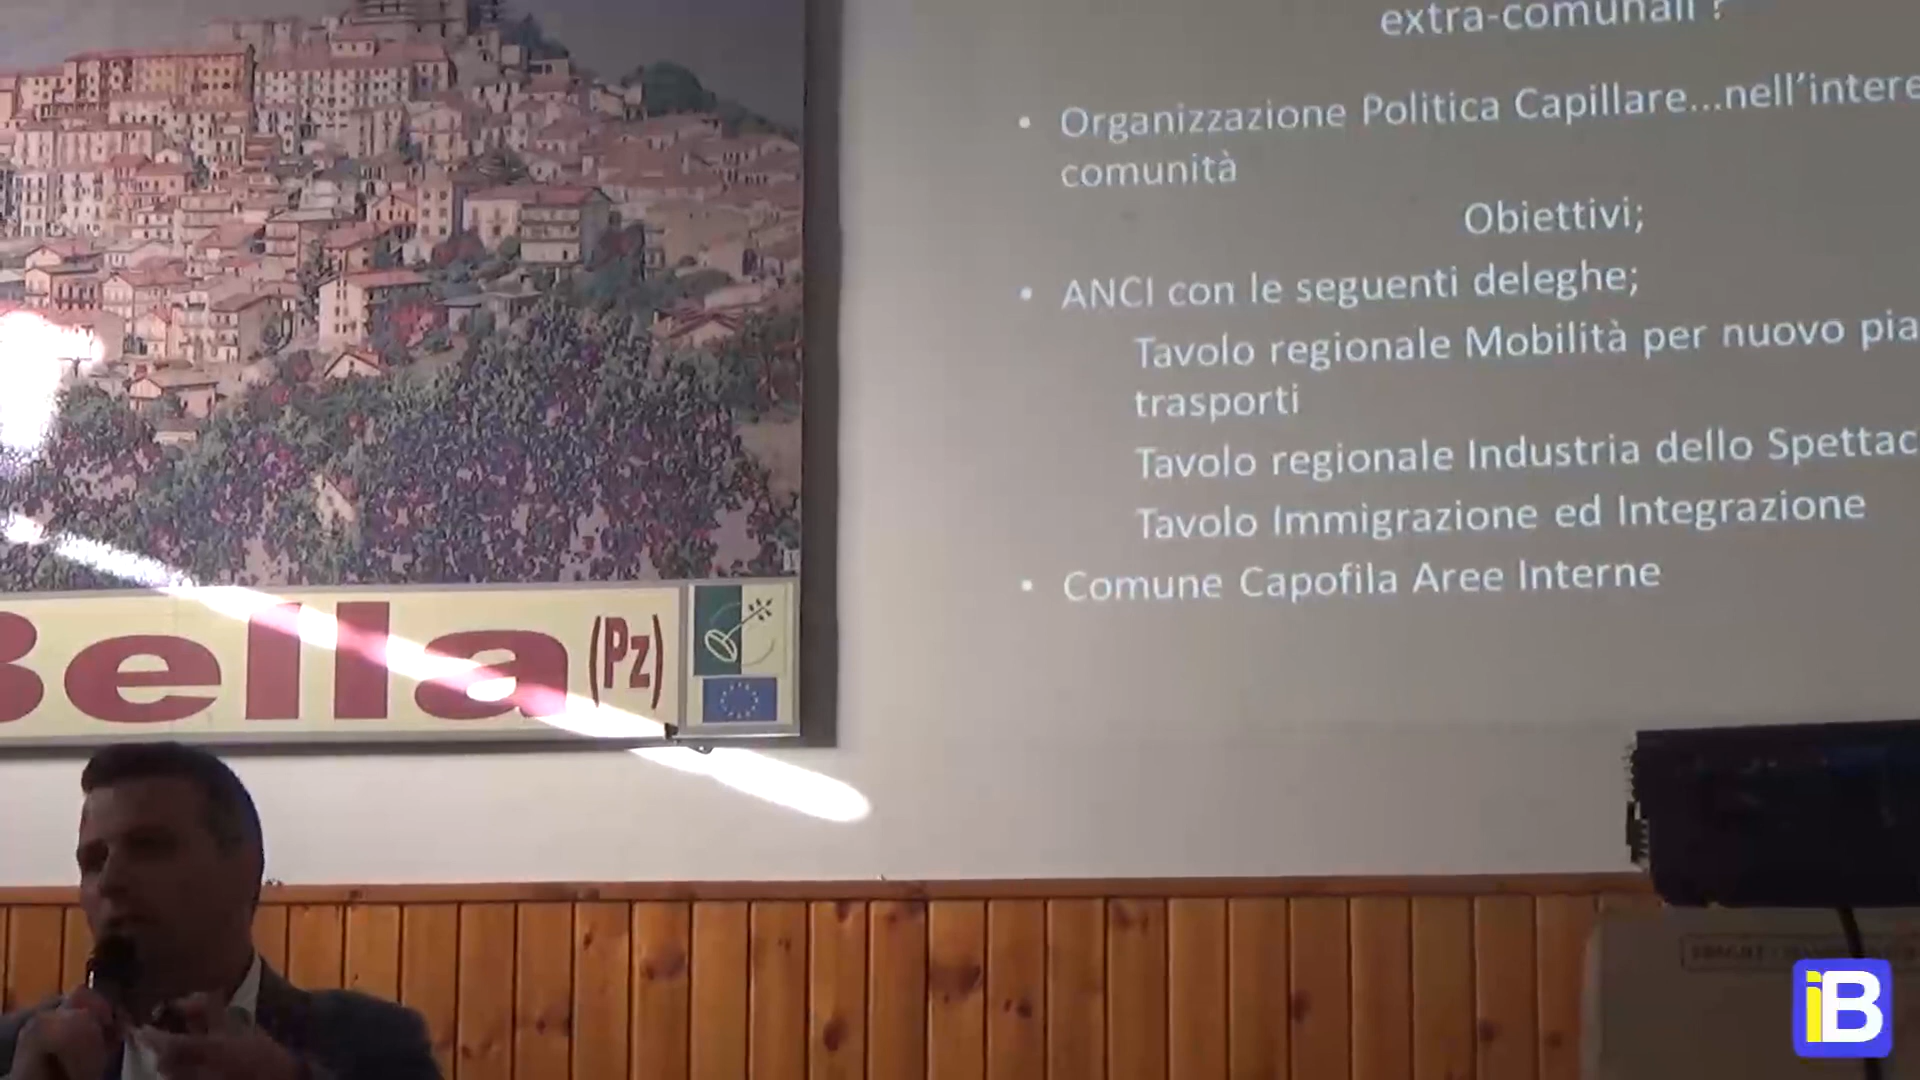 extra-comunali ?
• Organizzazione Politica Capillare...nell'intere
comunità
Obiettivi;
• ANCI con le seguenti deleghe;
Tavolo regionale Mobilità per nuovo pia
trasporti
Tavolo regionale Industria dello Spettac
Tavolo Immigrazione ed Integrazione
• Comune Capofila Aree Interne
Bella (Pz)
iB